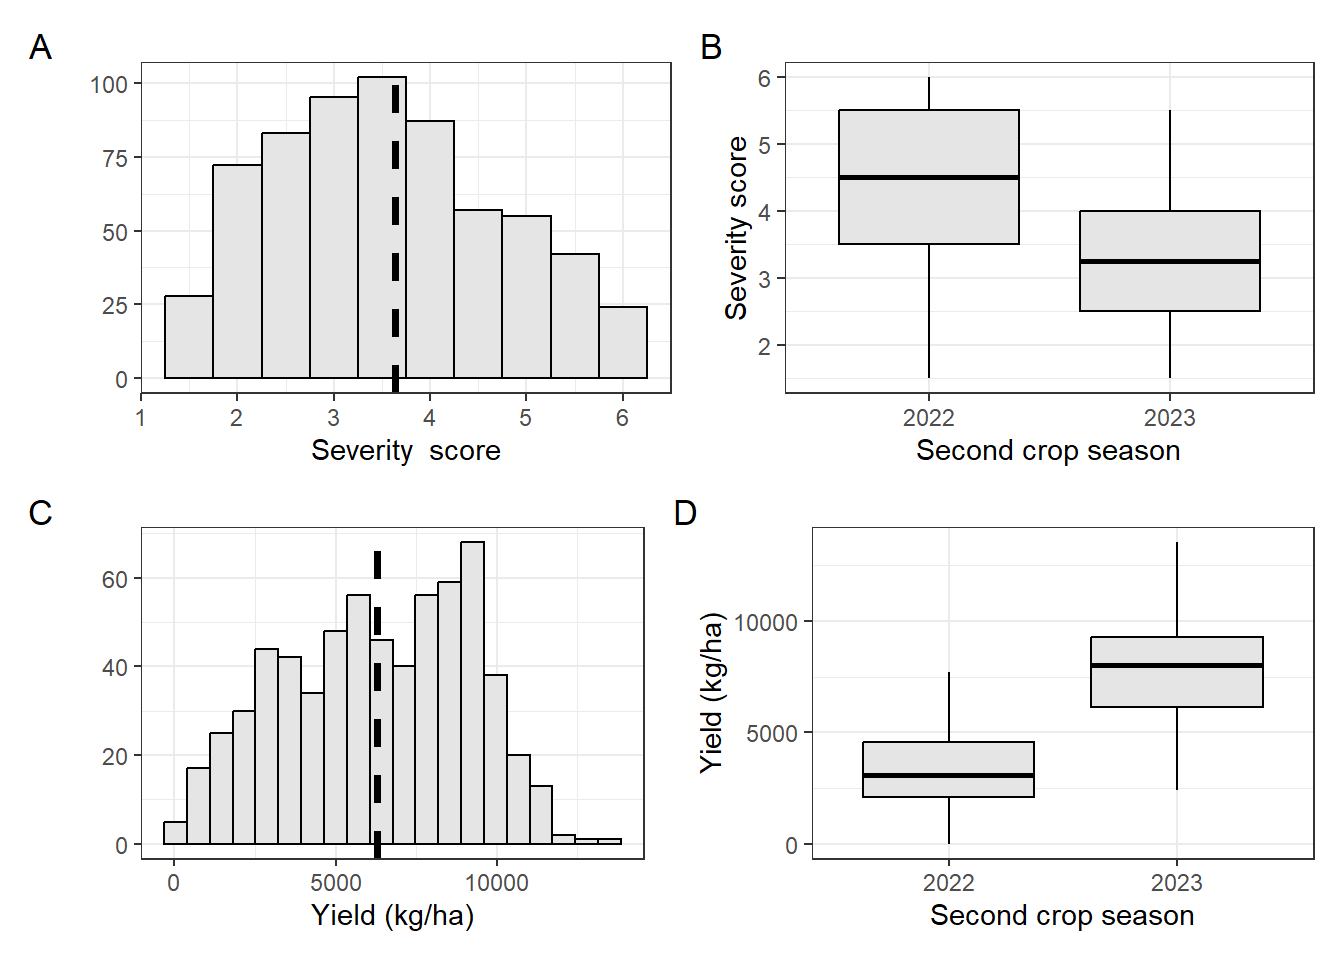 A
100
75
50
25
0
1 2 3 4 5 6
Severity  score
B
Severity score
6
5
4
3
2
2022 2023
Second crop season
C
60
40
20
0
0 5000 10000
Yield (kg/ha)
D
Yield (kg/ha)
10000
5000
0
2022 2023
Second crop season